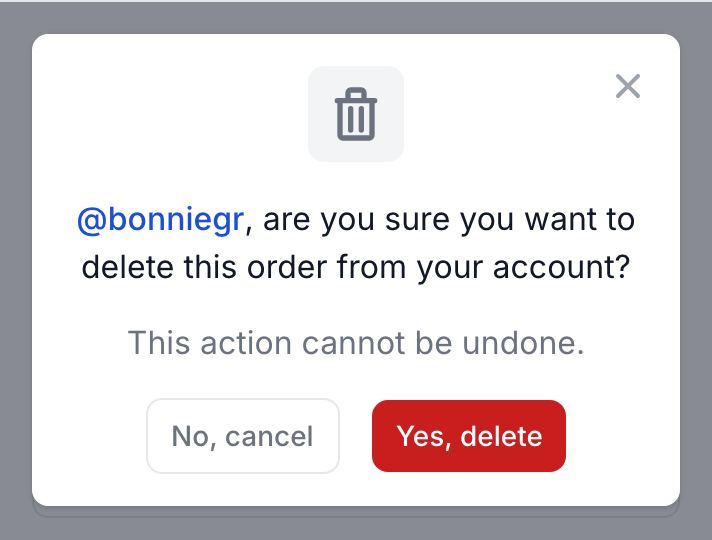 @bonniegr, are you sure you want to
delete this order from your account?
This action cannot be undone.
No, cancel
Yes, delete